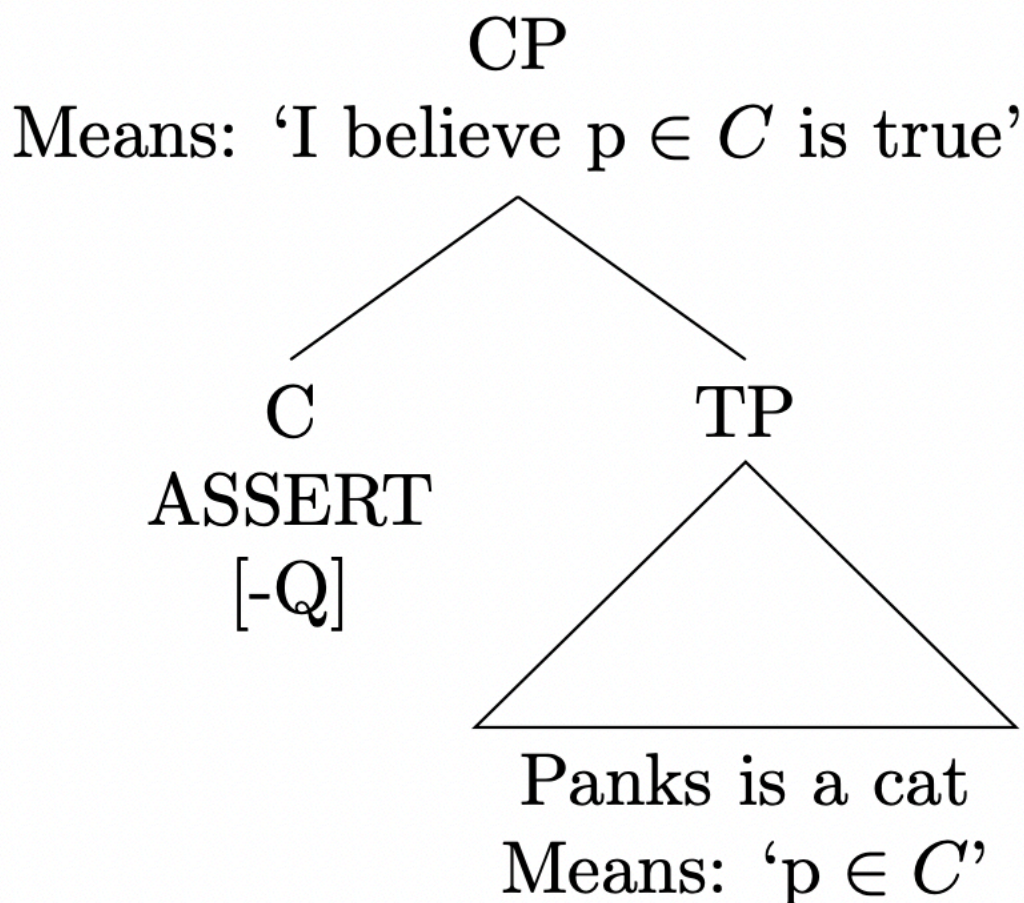 CP
Means: ‘I believe p ∈ C is true’
C
TP
ASSERT
[-Q]
Panks is a cat
Means: ‘p ∈ C’